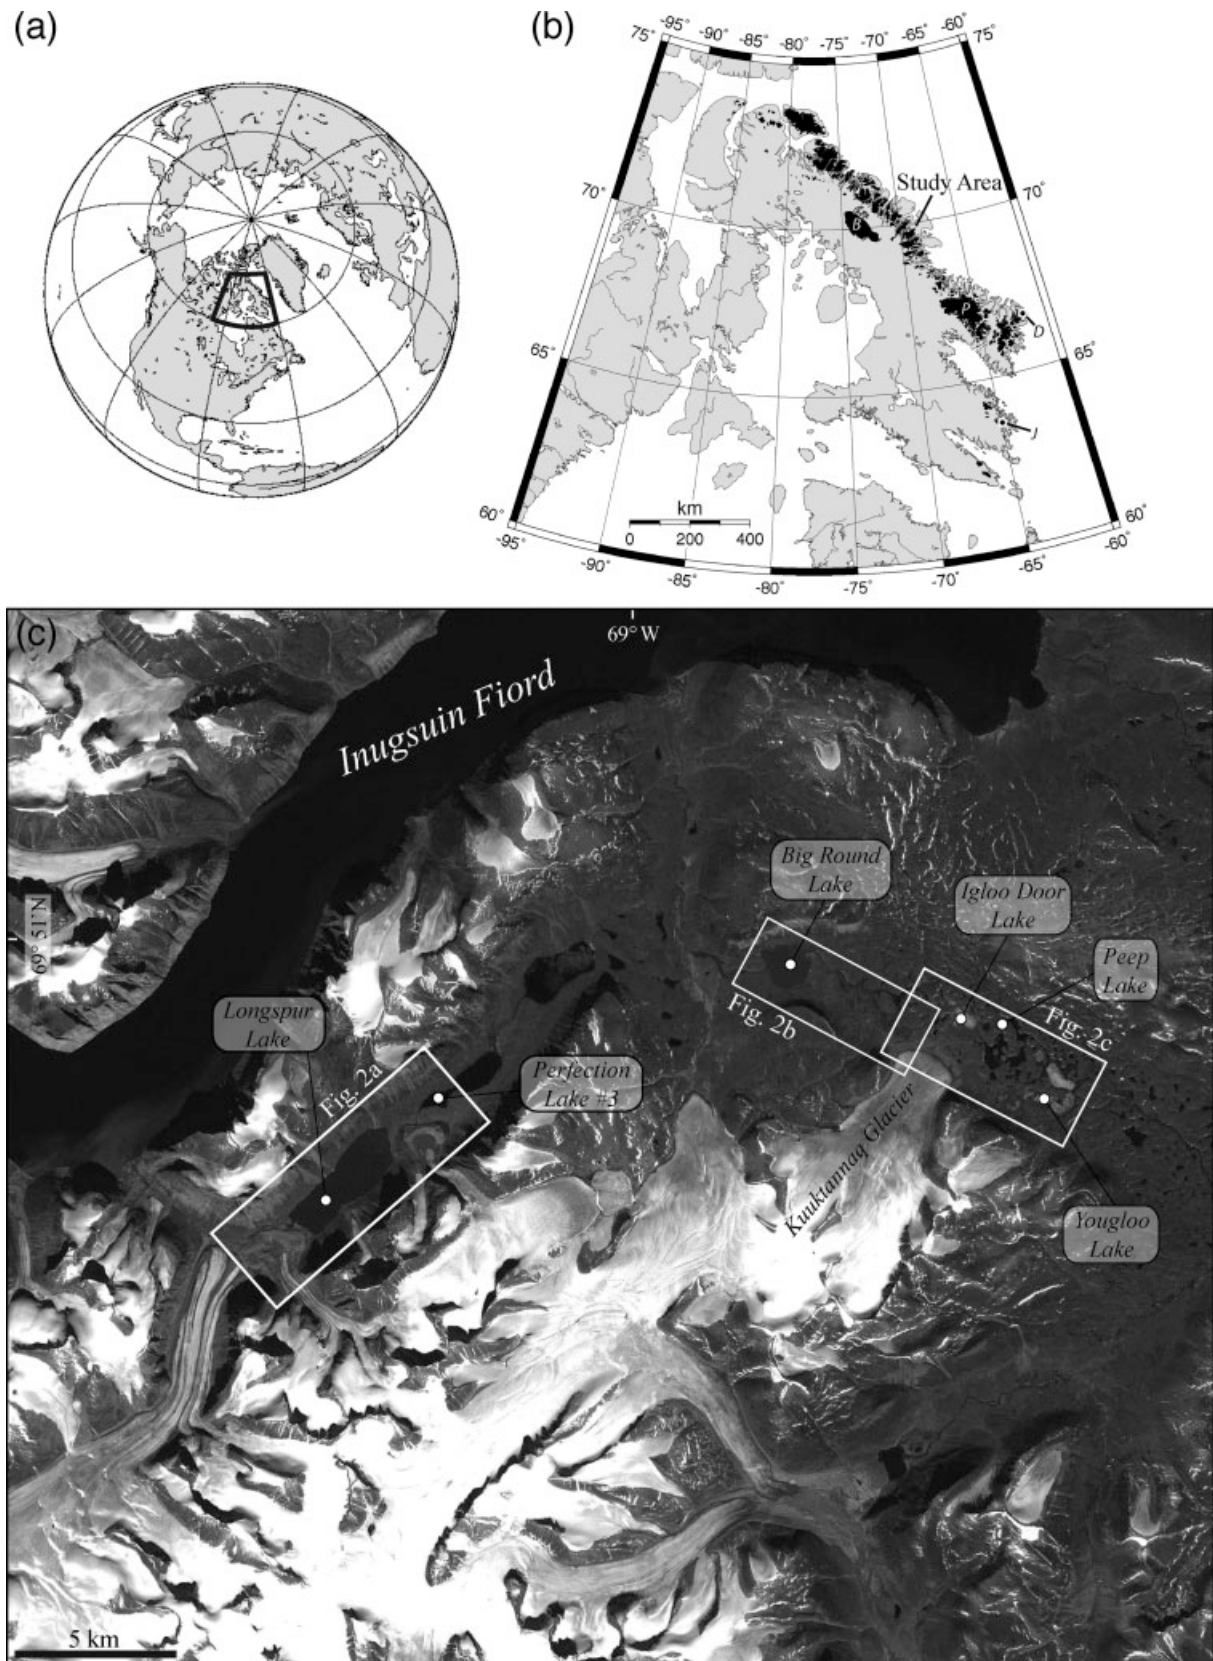 (a)
(b)
-95°
-90°
-85°
-80°
-75°
-70°
-65°
-60°
75°
75°
Study Area
70°
70°
B
P
D
65°
65°
J
km
0 200 400
60°
60°
-95°
-90°
-85°
-80°
-75°
-70°
-65°
-60°
(c)
69° W
Inugsuin Fiord
69° 51'N
Big Round
Lake
Igloo Door
Lake
Peep
Lake
Longspur
Lake
Fig. 2b
Fig. 2c
Fig. 2a
Perfection
Lake #3
Kuuktannaq Glacier
Yougloo
Lake
5 km